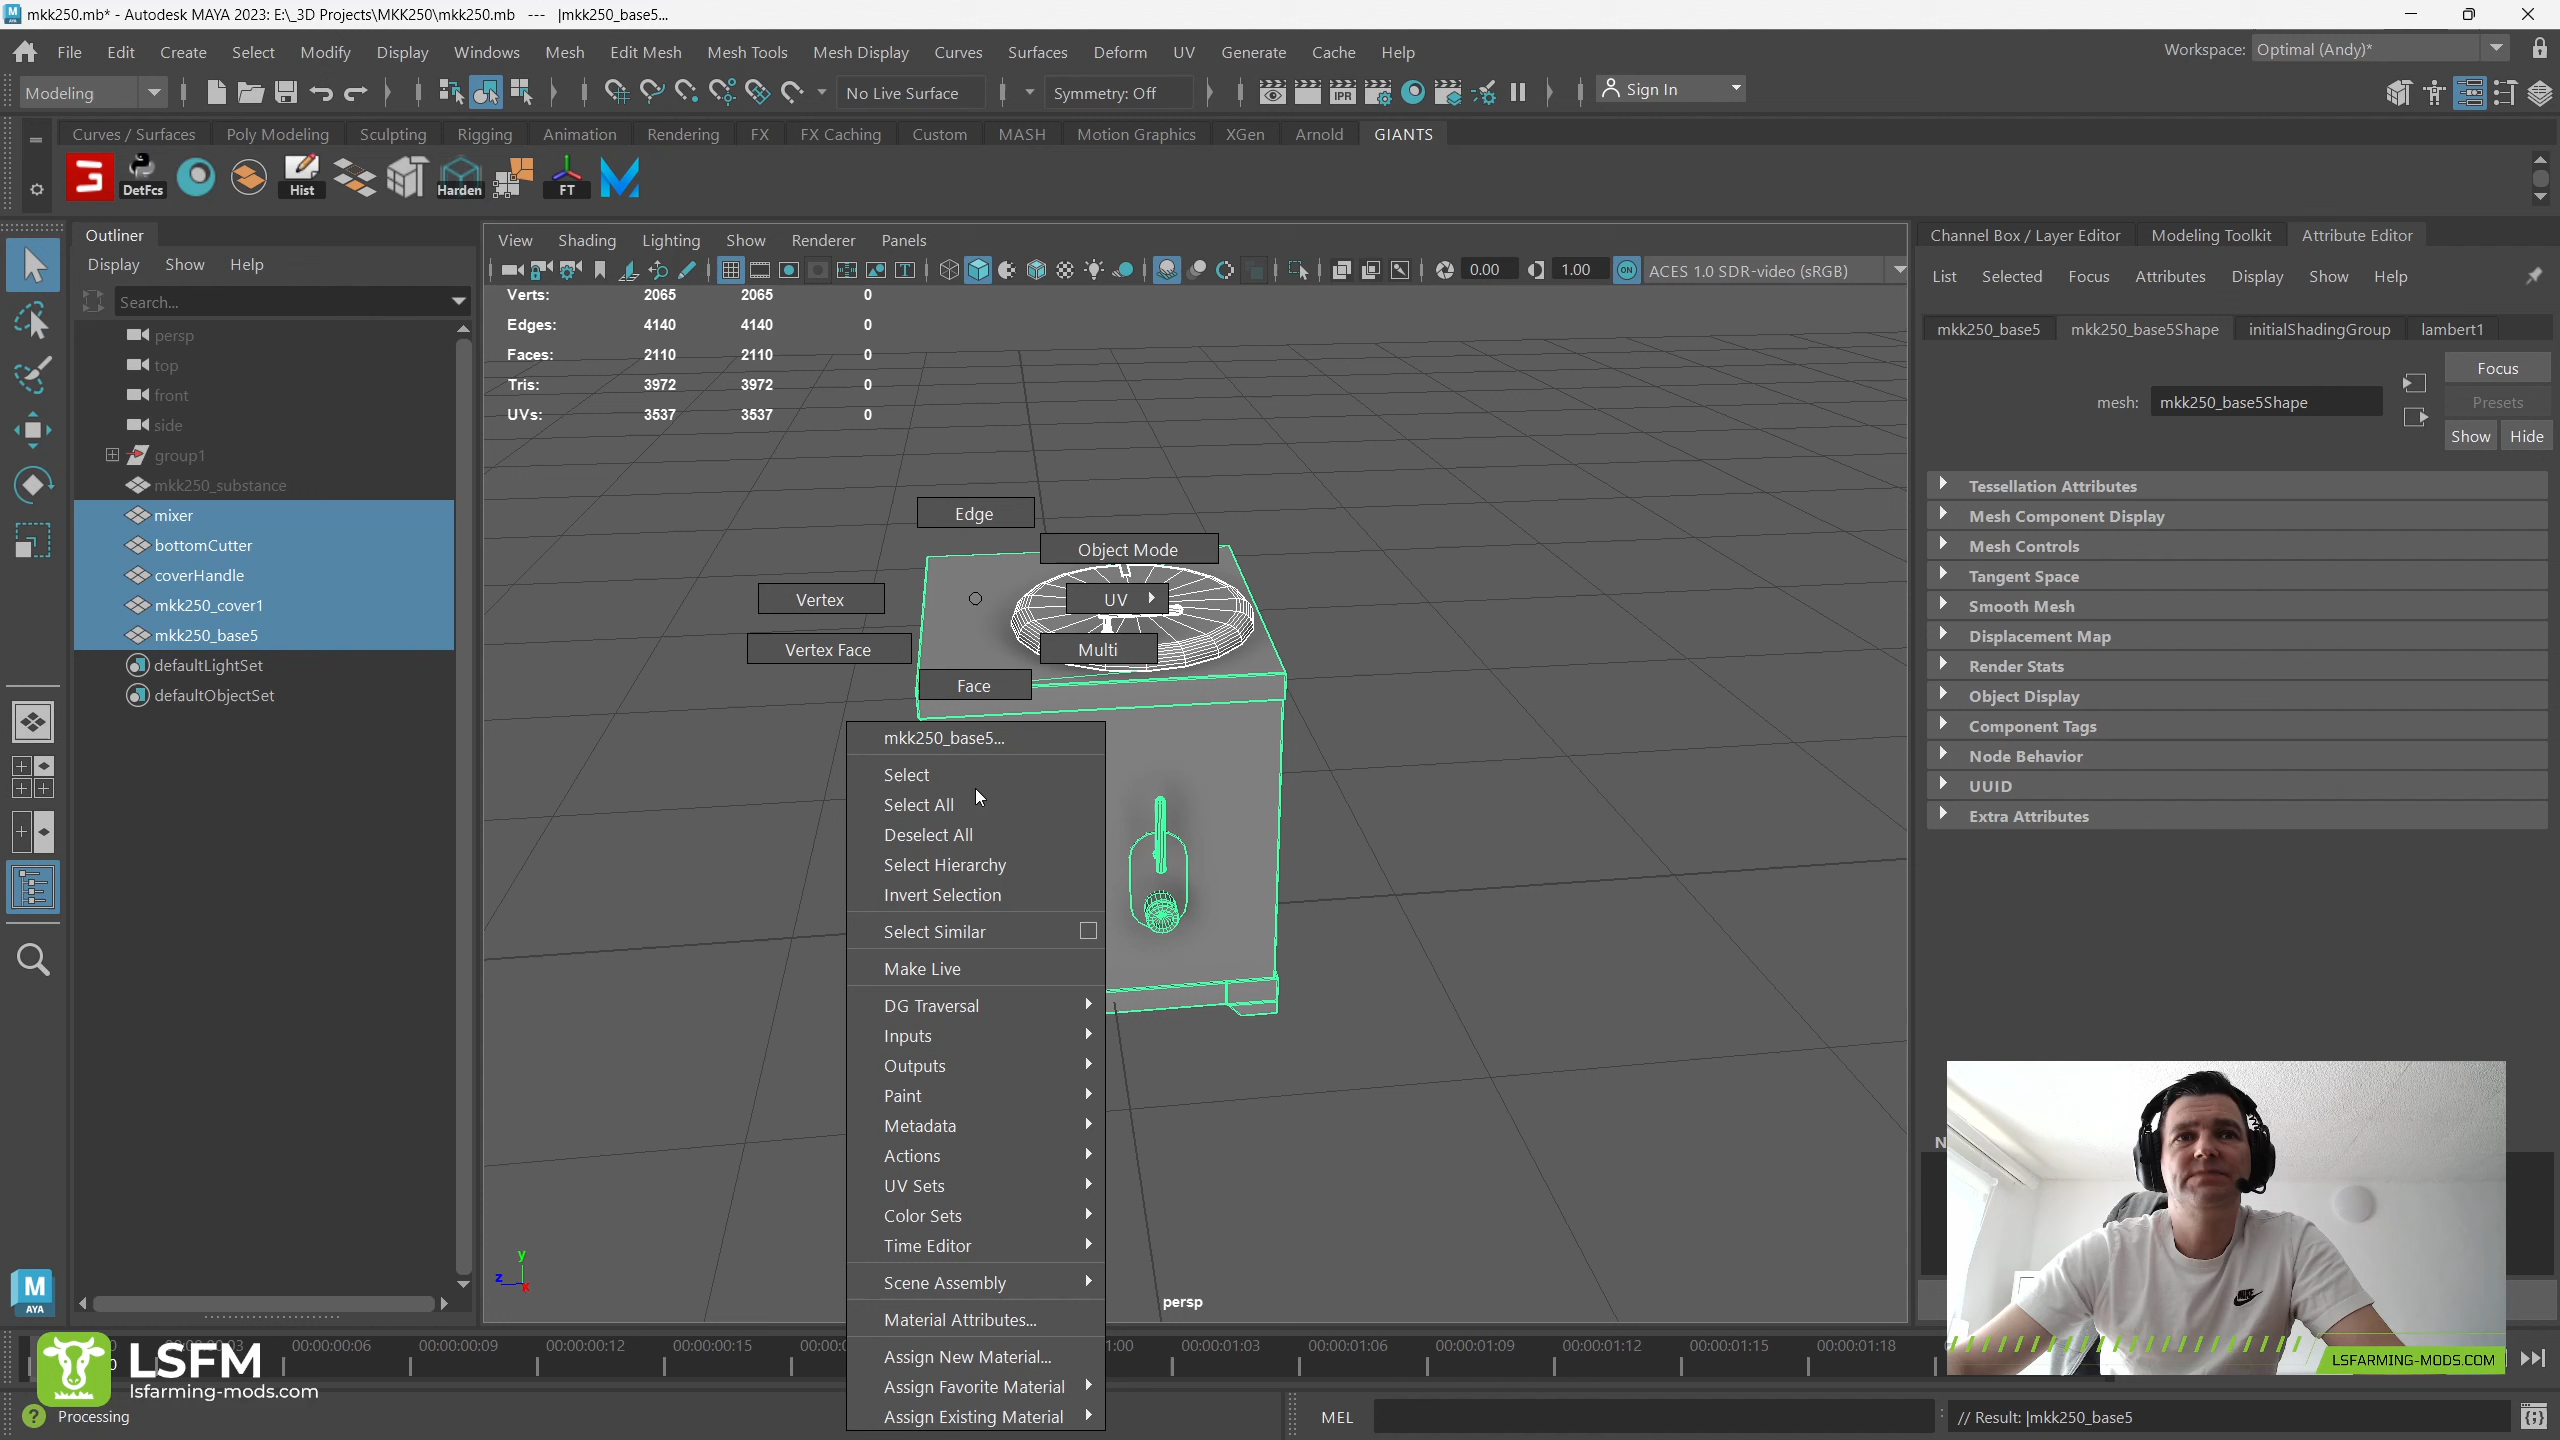 mkk250.mb* - Autodesk MAYA 2023: E:\_3D Projects\MKK250\mkk250.mb   ---   |mkk250_base5...
File Edit Create Select Modify Display Windows Mesh Edit Mesh Mesh Tools Mesh Display Curves Surfaces Deform UV Generate Cache Help
Workspace: Optimal (Andy)*
Modeling No Live Surface Symmetry: Off IPR Sign In
Curves / Surfaces Poly Modeling Sculpting Rigging Animation Rendering FX FX Caching Custom MASH Motion Graphics XGen Arnold GIANTS
DetFcs Hist Harden FT
Outliner
Display Show Help
Search...
persp
top
front
side
group1
mkk250_substance
mixer
bottomCutter
coverHandle
mkk250_cover1
mkk250_base5
defaultLightSet
defaultObjectSet
View Shading Lighting Show Renderer Panels
0.00 1.00 ON ACES 1.0 SDR-video (sRGB)
Verts: 2065 2065 0
Edges: 4140 4140 0
Faces: 2110 2110 0
Tris: 3972 3972 0
UVs: 3537 3537 0
Edge
Object Mode
Vertex
UV
Vertex Face
Multi
Face
mkk250_base5...
Select
Select All
Deselect All
Select Hierarchy
Invert Selection
Select Similar
Make Live
DG Traversal
Inputs
Outputs
Paint
Metadata
Actions
UV Sets
Color Sets
Time Editor
Scene Assembly
Material Attributes...
Assign New Material...
Assign Favorite Material
Assign Existing Material
y
z x
persp
Channel Box / Layer Editor Modeling Toolkit Attribute Editor
List Selected Focus Attributes Display Show Help
mkk250_base5 mkk250_base5Shape initialShadingGroup lambert1
Focus
mesh: mkk250_base5Shape
Presets
Show Hide
Tessellation Attributes
Mesh Component Display
Mesh Controls
Tangent Space
Smooth Mesh
Displacement Map
Render Stats
Object Display
Component Tags
Node Behavior
UUID
Extra Attributes
M
AYA
00:00:00:06 00:00:00:09 00:00:00:12 00:00:00:15 00:00:01:03 00:00:01:06 00:00:01:09 00:00:01:12 00:00:01:18
LSFM
lsfarming-mods.com
LSFARMING-MODS.COM
Processing
MEL
// Result: |mkk250_base5